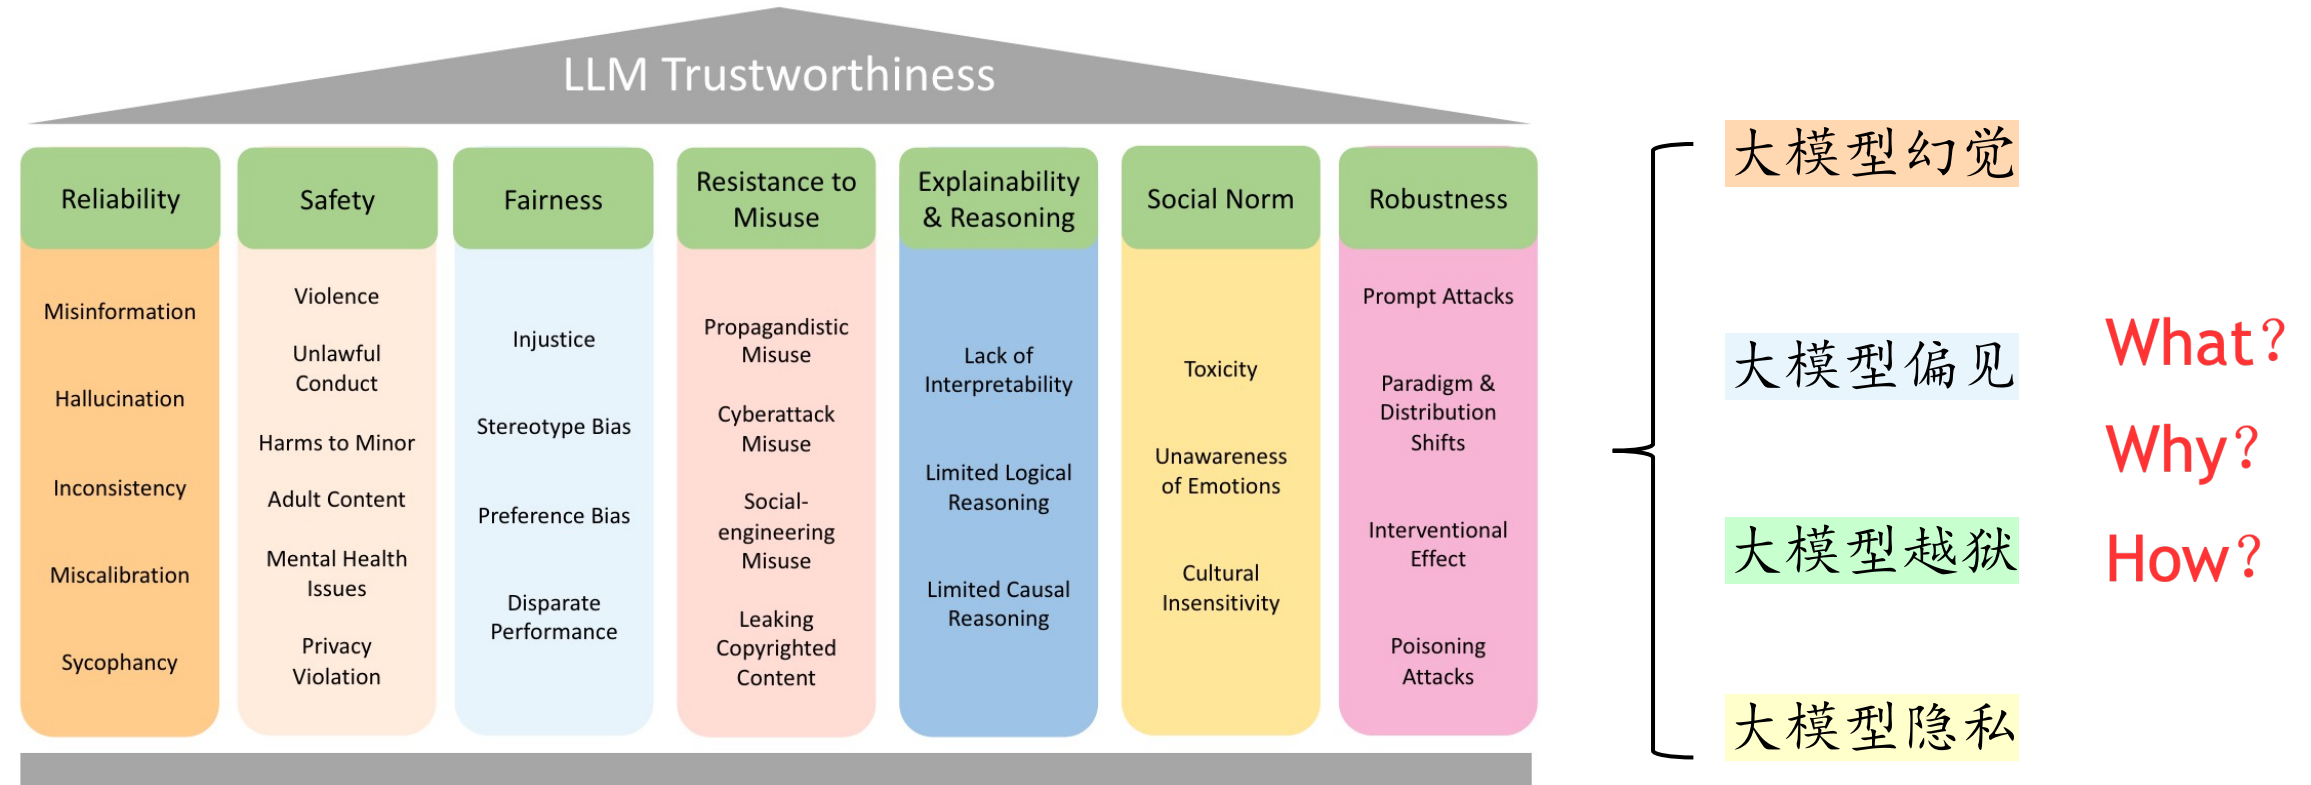 LLM Trustworthiness
Reliability
Misinformation
Hallucination
Inconsistency
Miscalibration
Sycophancy
Safety
Violence
Unlawful
Conduct
Harms to Minor
Adult Content
Mental Health
Issues
Privacy
Violation
Fairness
Injustice
Stereotype Bias
Preference Bias
Disparate
Performance
Resistance to
Misuse
Propagandistic
Misuse
Cyberattack
Misuse
Social-
engineering
Misuse
Leaking
Copyrighted
Content
Explainability
& Reasoning
Lack of
Interpretability
Limited Logical
Reasoning
Limited Causal
Reasoning
Social Norm
Toxicity
Unawareness
of Emotions
Cultural
Insensitivity
Robustness
Prompt Attacks
Paradigm &
Distribution
Shifts
Interventional
Effect
Poisoning
Attacks
大模型幻觉
大模型偏见
大模型越狱
大模型隐私
What？
Why？
How？